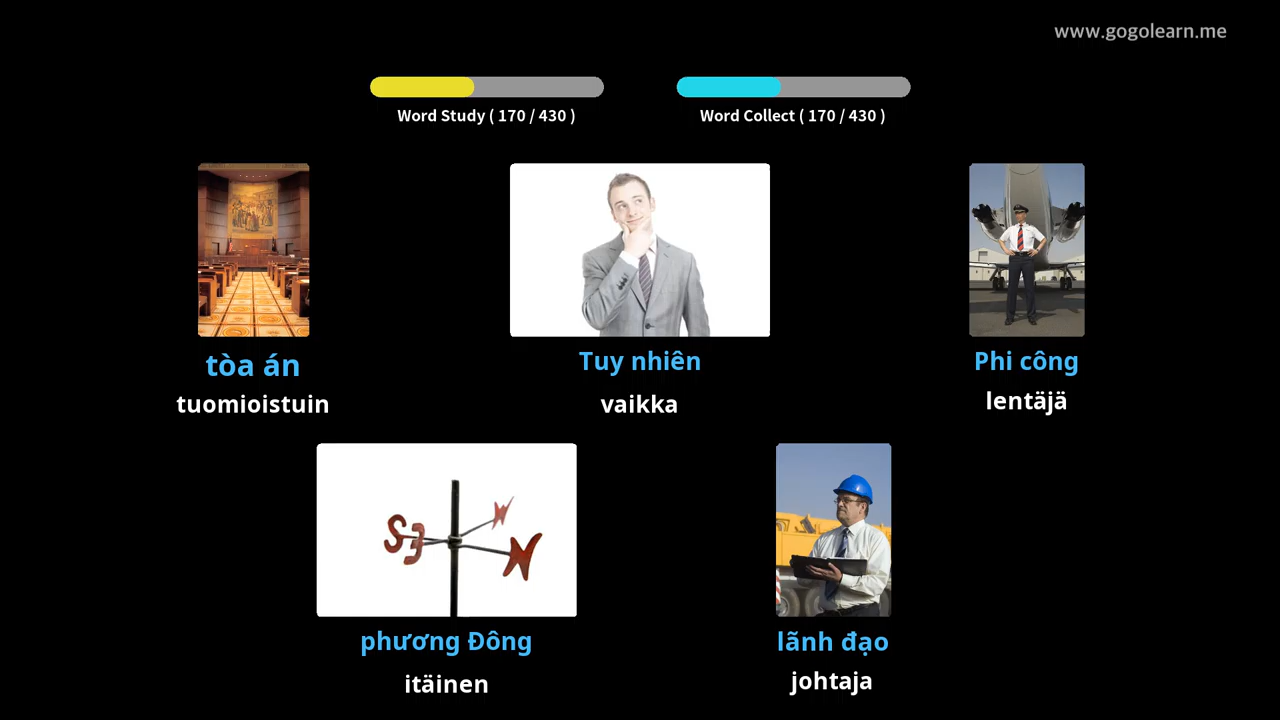 www.gogolearn.me
Word Study ( 170 / 430 )
Word Collect ( 170 / 430 )
tòa án
tuomioistuin
Tuy nhiên
vaikka
Phi công
lentäjä
S E N W
phương Đông
itäinen
lãnh đạo
johtaja